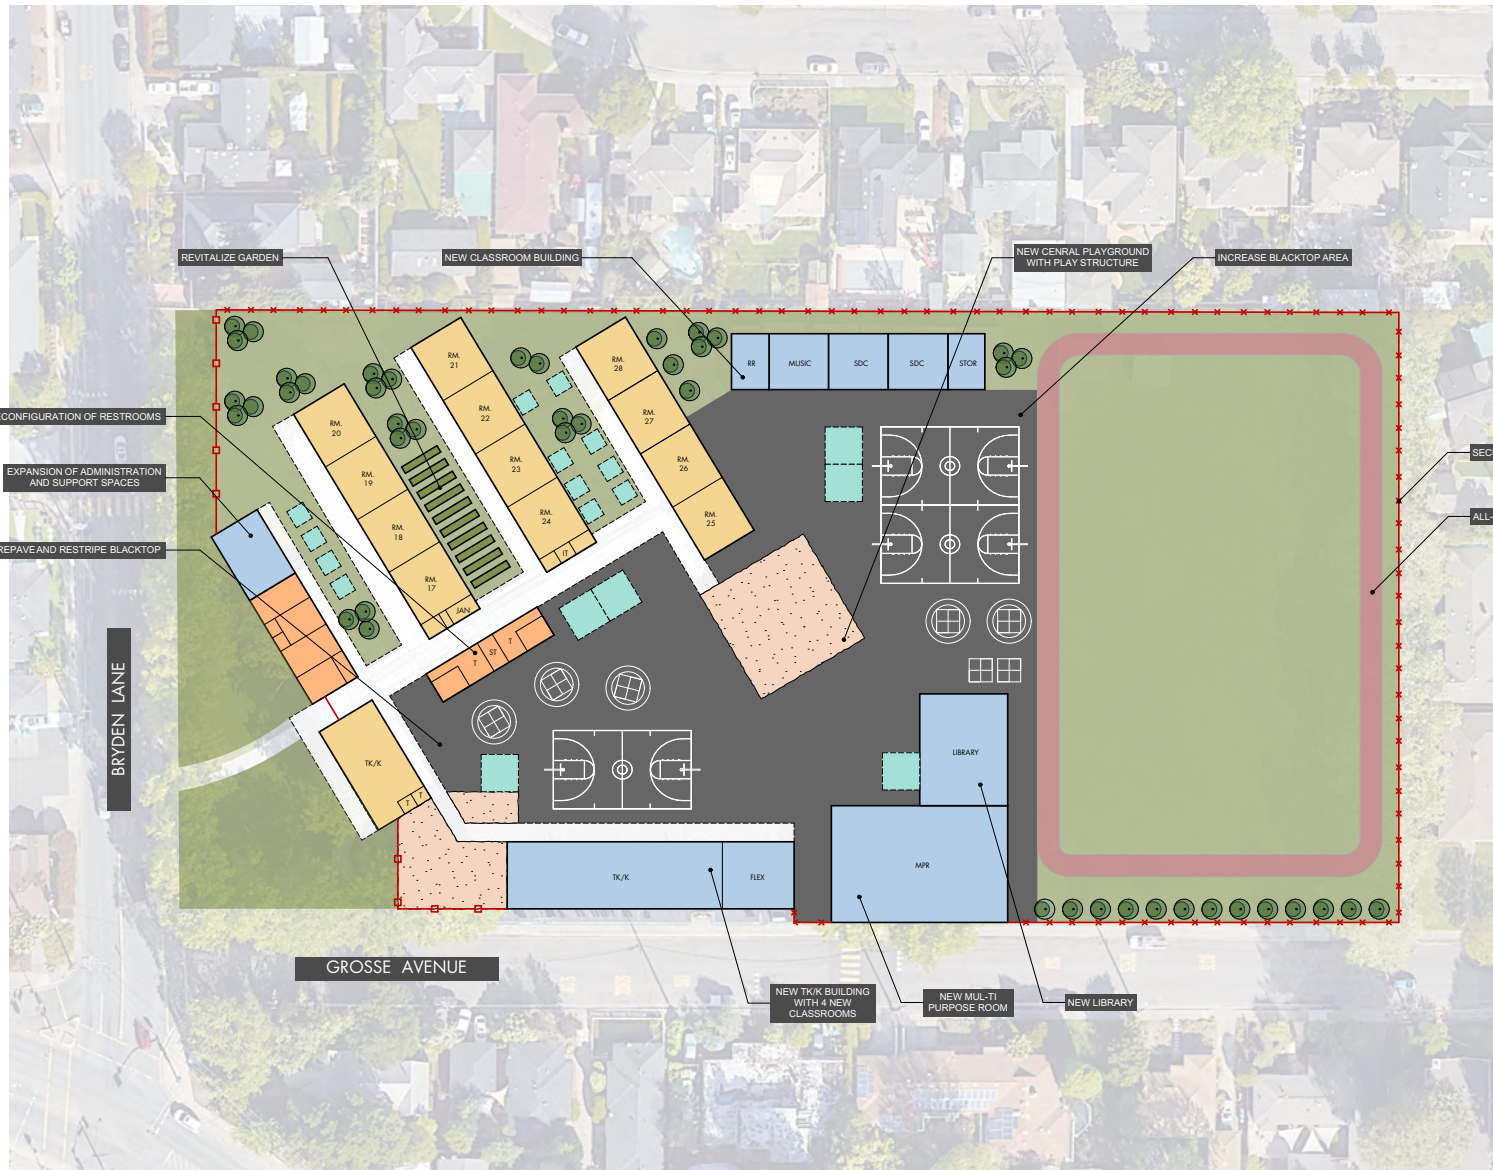 REVITALIZE GARDEN
NEW CLASSROOM BUILDING
NEW CENRAL PLAYGROUND
WITH PLAY STRUCTURE
INCREASE BLACKTOP AREA
RM.
21
RM.
28
RR
MUSIC
SDC
SDC
STOR
RM.
20
RM.
22
RM.
27
CONFIGURATION OF RESTROOMS
EXPANSION OF ADMINISTRATION
AND SUPPORT SPACES
RM.
19
RM.
23
RM.
26
SEC
RM.
18
RM.
24
RM.
25
ALL-
REPAVE AND RESTRIPE BLACKTOP
IT
RM.
17
JAN
T
ST
T
BRYDEN LANE
TK/K
T
T
LIBRARY
MPR
TK/K
FLEX
GROSSE AVENUE
NEW TK/K BUILDING
WITH 4 NEW
CLASSROOMS
NEW MUL-TI
PURPOSE ROOM
NEW LIBRARY